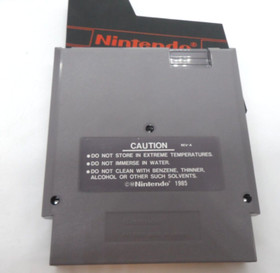 Nintendo®
CAUTION
• DO NOT STORE IN EXTREME TEMPERATURES.
• DO NOT IMMERSE IN WATER.
• DO NOT CLEAN WITH BENZENE, THINNER,
ALCOHOL OR OTHER SUCH SOLVENTS.
©Nintendo® 1985